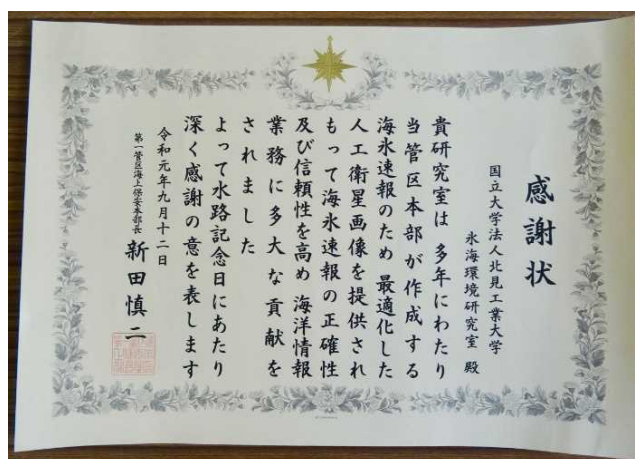 感謝状
国立大学法人北見工業大学
氷海環境研究室 殿
貴研究室は 多年にわたり
当管区本部が作成する
海氷速報のため 最適化した
人工衛星画像を提供され
もって海氷速報の正確性
及び信頼性を高め 海洋情報
業務に多大な貢献を
されました
よって水路記念日にあたり
深く感謝の意を表します
令和元年九月十二日
第一管区海上保安本部長 新田慎二